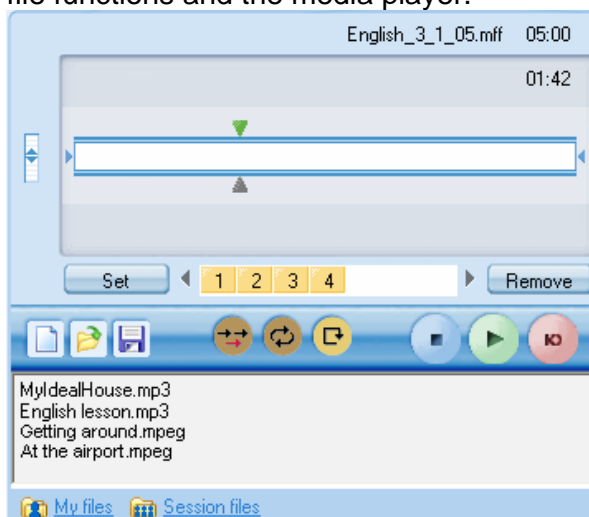 file functions and the media player.
English_3_1_05.mff 05:00
01:42
Set 1 2 3 4 Remove
MyIdealHouse.mp3
English lesson.mp3
Getting around.mpeg
At the airport.mpeg
My files Session files